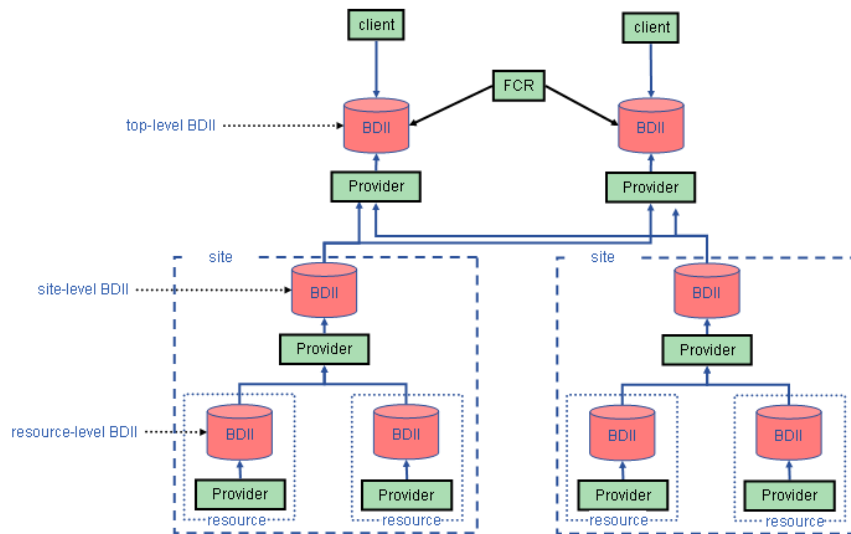 client
client
FCR
BDII
BDII
top-level BDII
Provider
Provider
site
site
BDII
BDII
site-level BDII
Provider
Provider
BDII
BDII
BDII
BDII
resource-level BDII
Provider
Provider
Provider
Provider
resource
resource
resource
resource